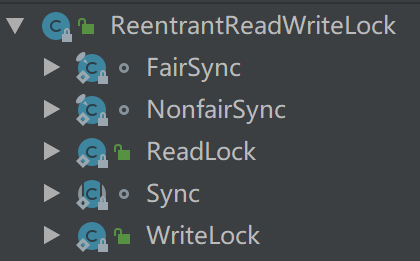 ReentrantReadWriteLock
FairSync
NonfairSync
ReadLock
Sync
WriteLock